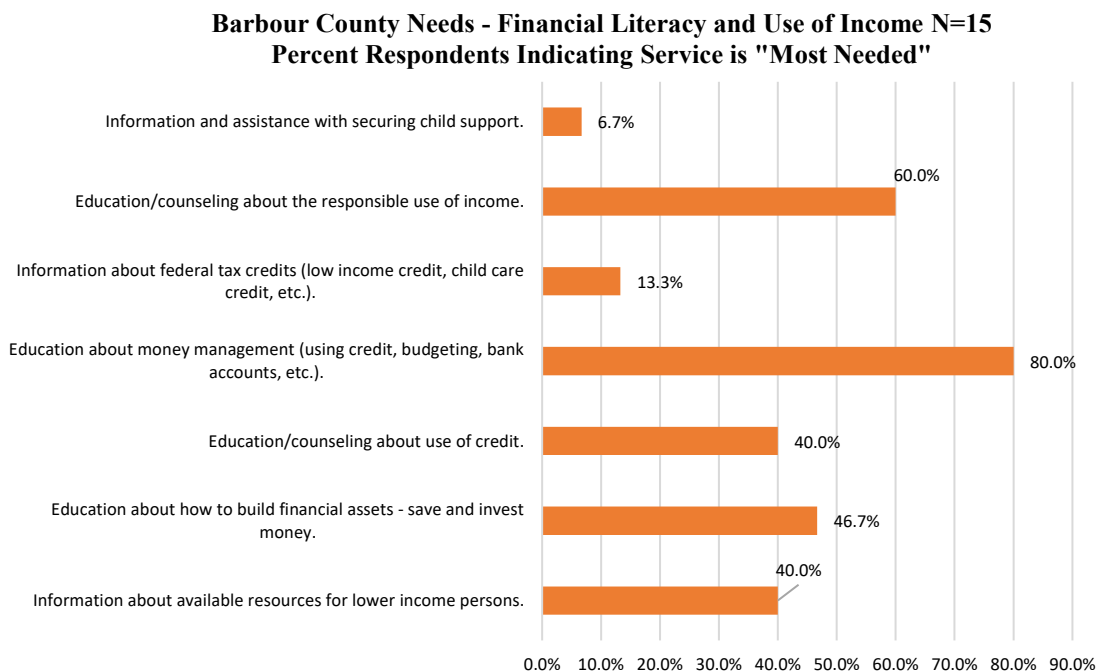 Barbour County Needs - Financial Literacy and Use of Income N=15
Percent Respondents Indicating Service is "Most Needed"
Information and assistance with securing child support.
6.7%
Education/counseling about the responsible use of income.
60.0%
Information about federal tax credits (low income credit, child care
credit, etc.).
13.3%
Education about money management (using credit, budgeting, bank
accounts, etc.).
80.0%
Education/counseling about use of credit.
40.0%
Education about how to build financial assets - save and invest
money.
46.7%
Information about available resources for lower income persons.
40.0%
0.0% 10.0% 20.0% 30.0% 40.0% 50.0% 60.0% 70.0% 80.0% 90.0%